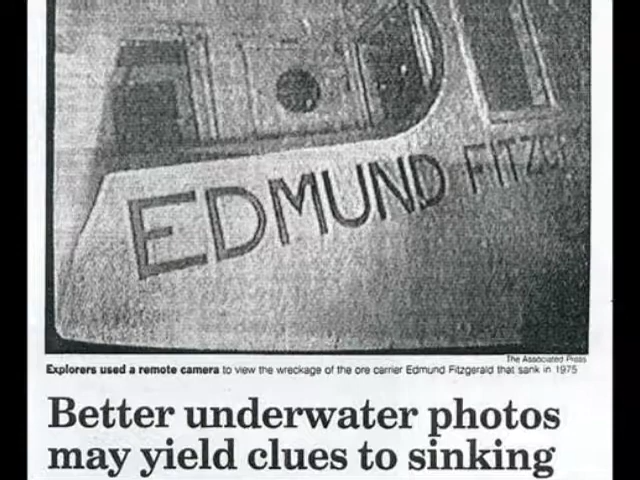 EDMUND FITZG
The Associated Press
Explorers used a remote camera to view the wreckage of the ore carrier Edmund Fitzgerald that sank in 1975
Better underwater photos
may yield clues to sinking